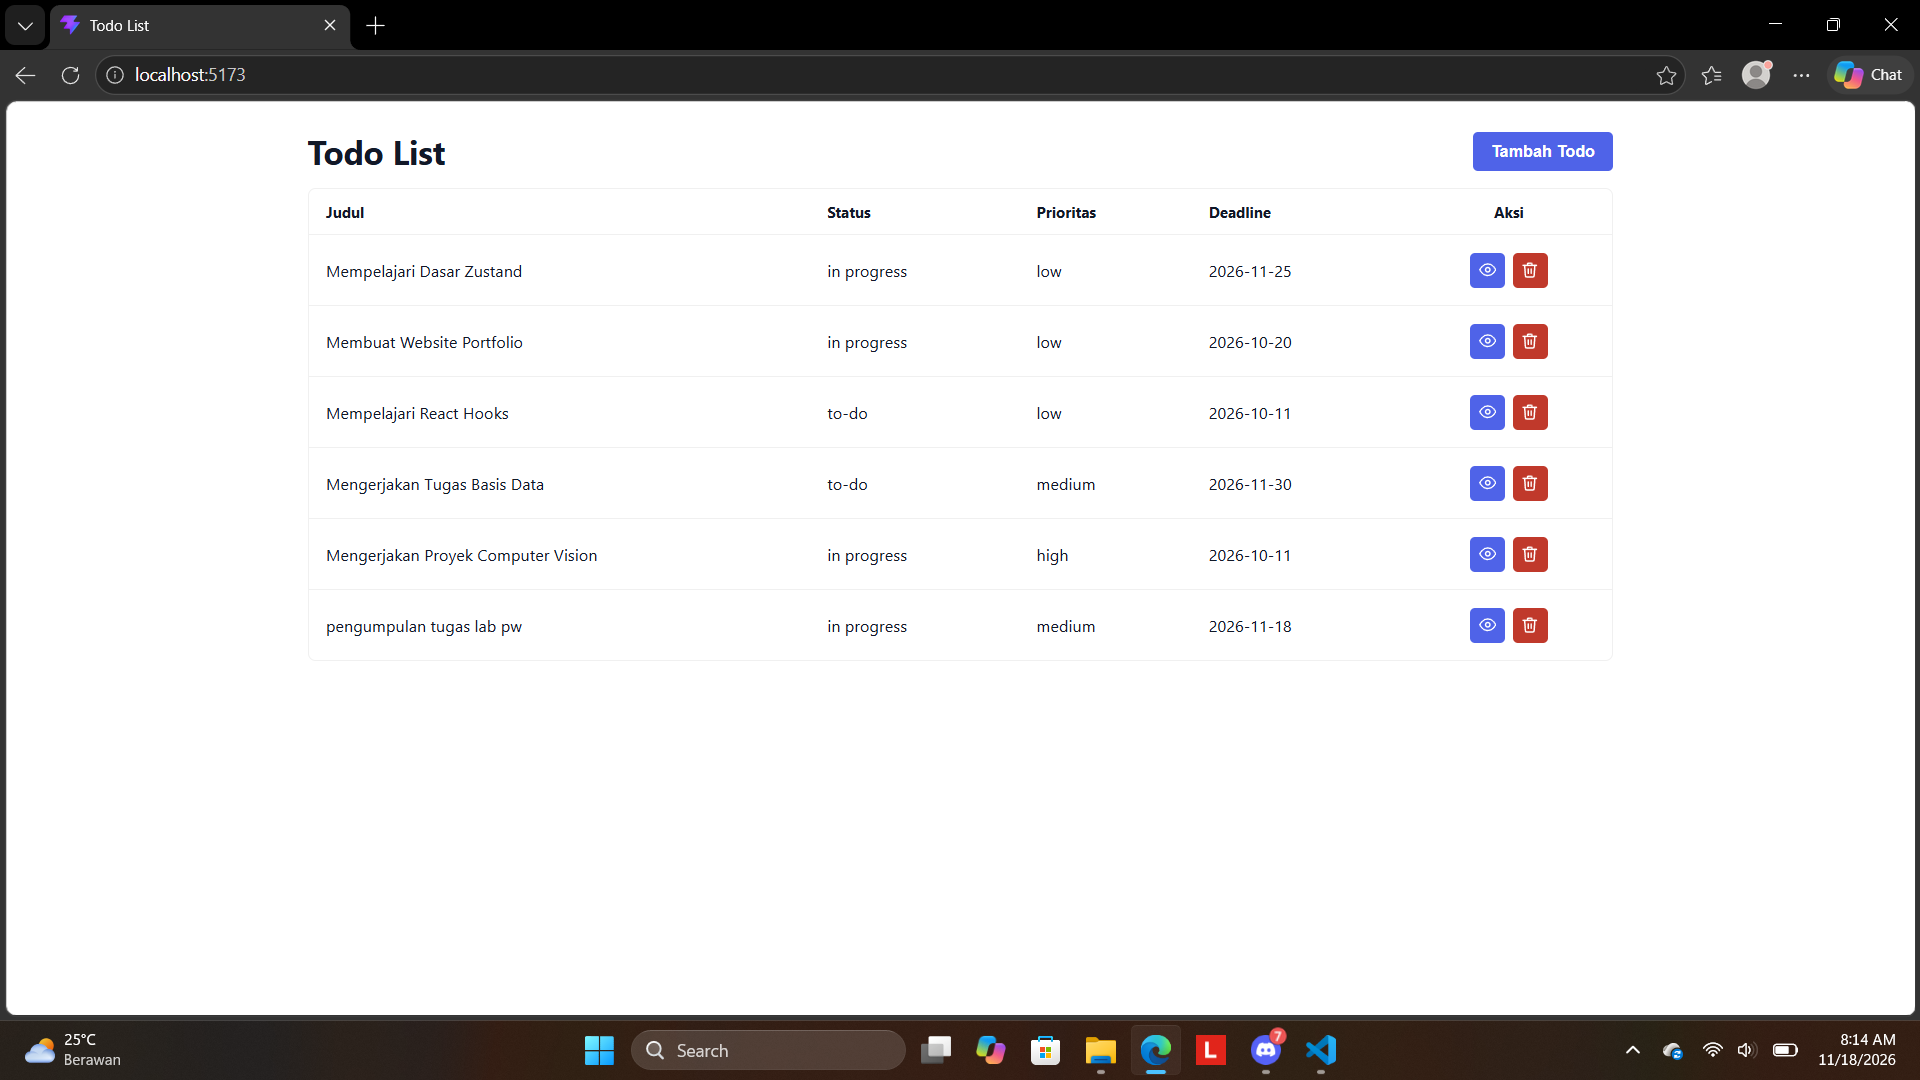 Todo List
localhost:5173
Chat
Todo List
Tambah Todo
Judul Status Prioritas Deadline Aksi
Mempelajari Dasar Zustand in progress low 2026-11-25
Membuat Website Portfolio in progress low 2026-10-20
Mempelajari React Hooks to-do low 2026-10-11
Mengerjakan Tugas Basis Data to-do medium 2026-11-30
Mengerjakan Proyek Computer Vision in progress high 2026-10-11
pengumpulan tugas lab pw in progress medium 2026-11-18
25°C
Berawan
Search
L
7
8:14 AM
11/18/2026